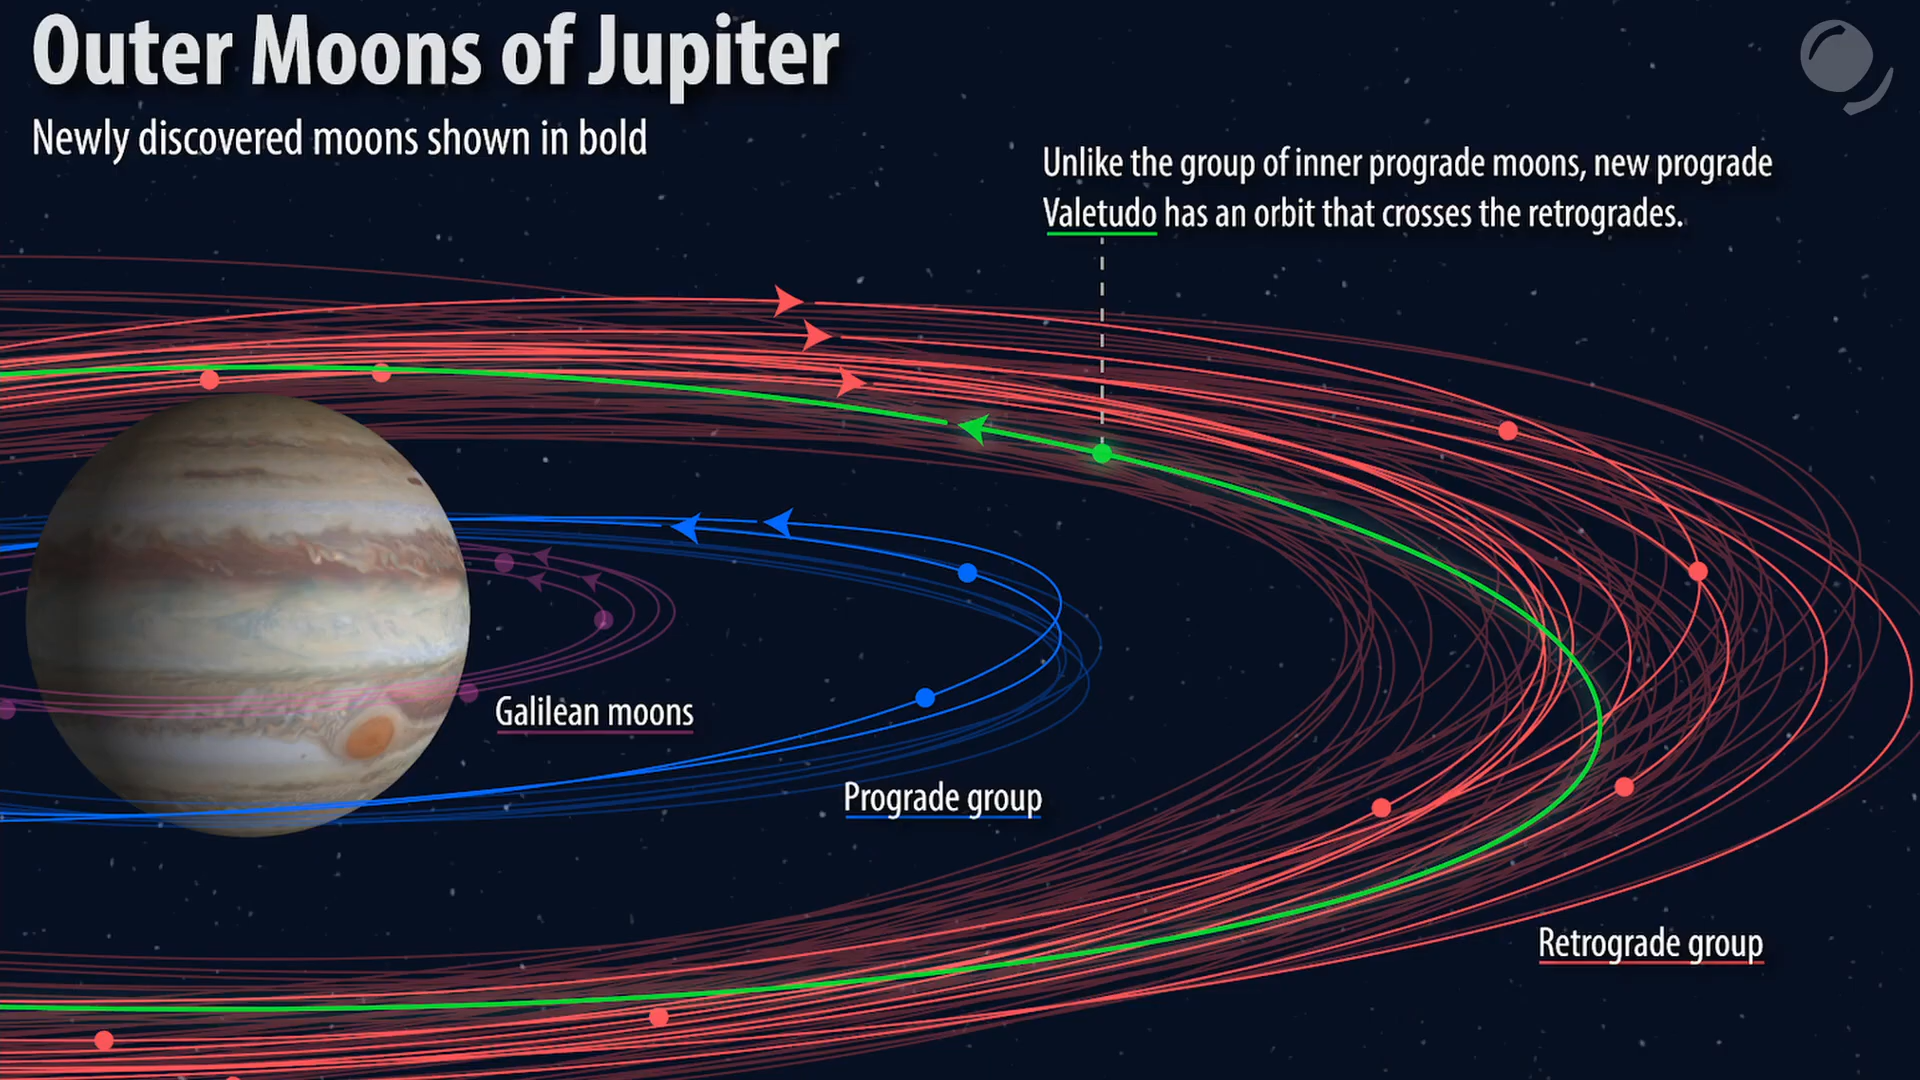 Outer Moons of Jupiter
Newly discovered moons shown in bold
Unlike the group of inner prograde moons, new prograde
Valetudo has an orbit that crosses the retrogrades.
Galilean moons
Prograde group
Retrograde group